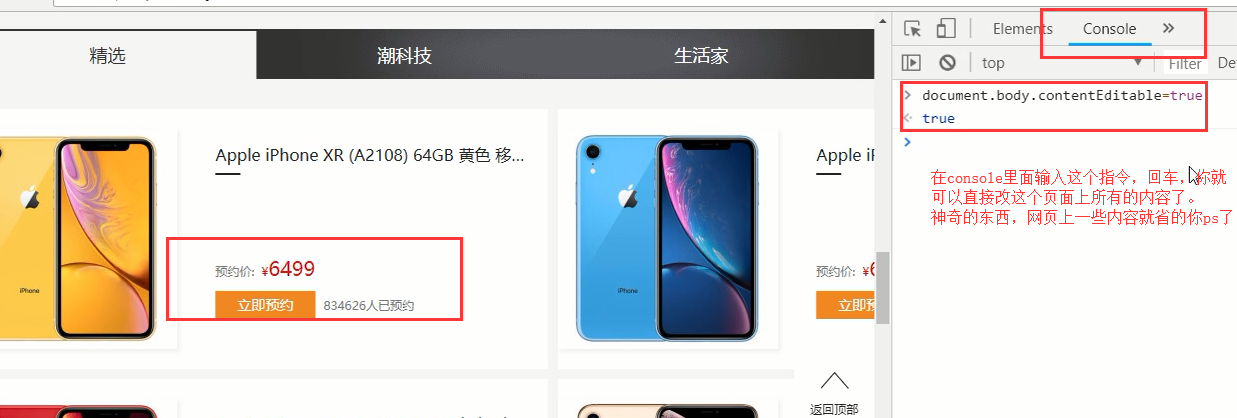 精选
潮科技
生活家
Apple iPhone XR (A2108) 64GB 黄色 移...
预约价: ¥6499
立即预约
834626人已预约
iPhone
iPhone
Apple iP
预约价: ¥6
立即预
返回顶部
Elements
Console
top
Filter
De
document.body.contentEditable=true
true
在console里面输入这个指令，回车，你就
可以直接改这个页面上所有的内容了。
神奇的东西，网页上一些内容就省的你ps了